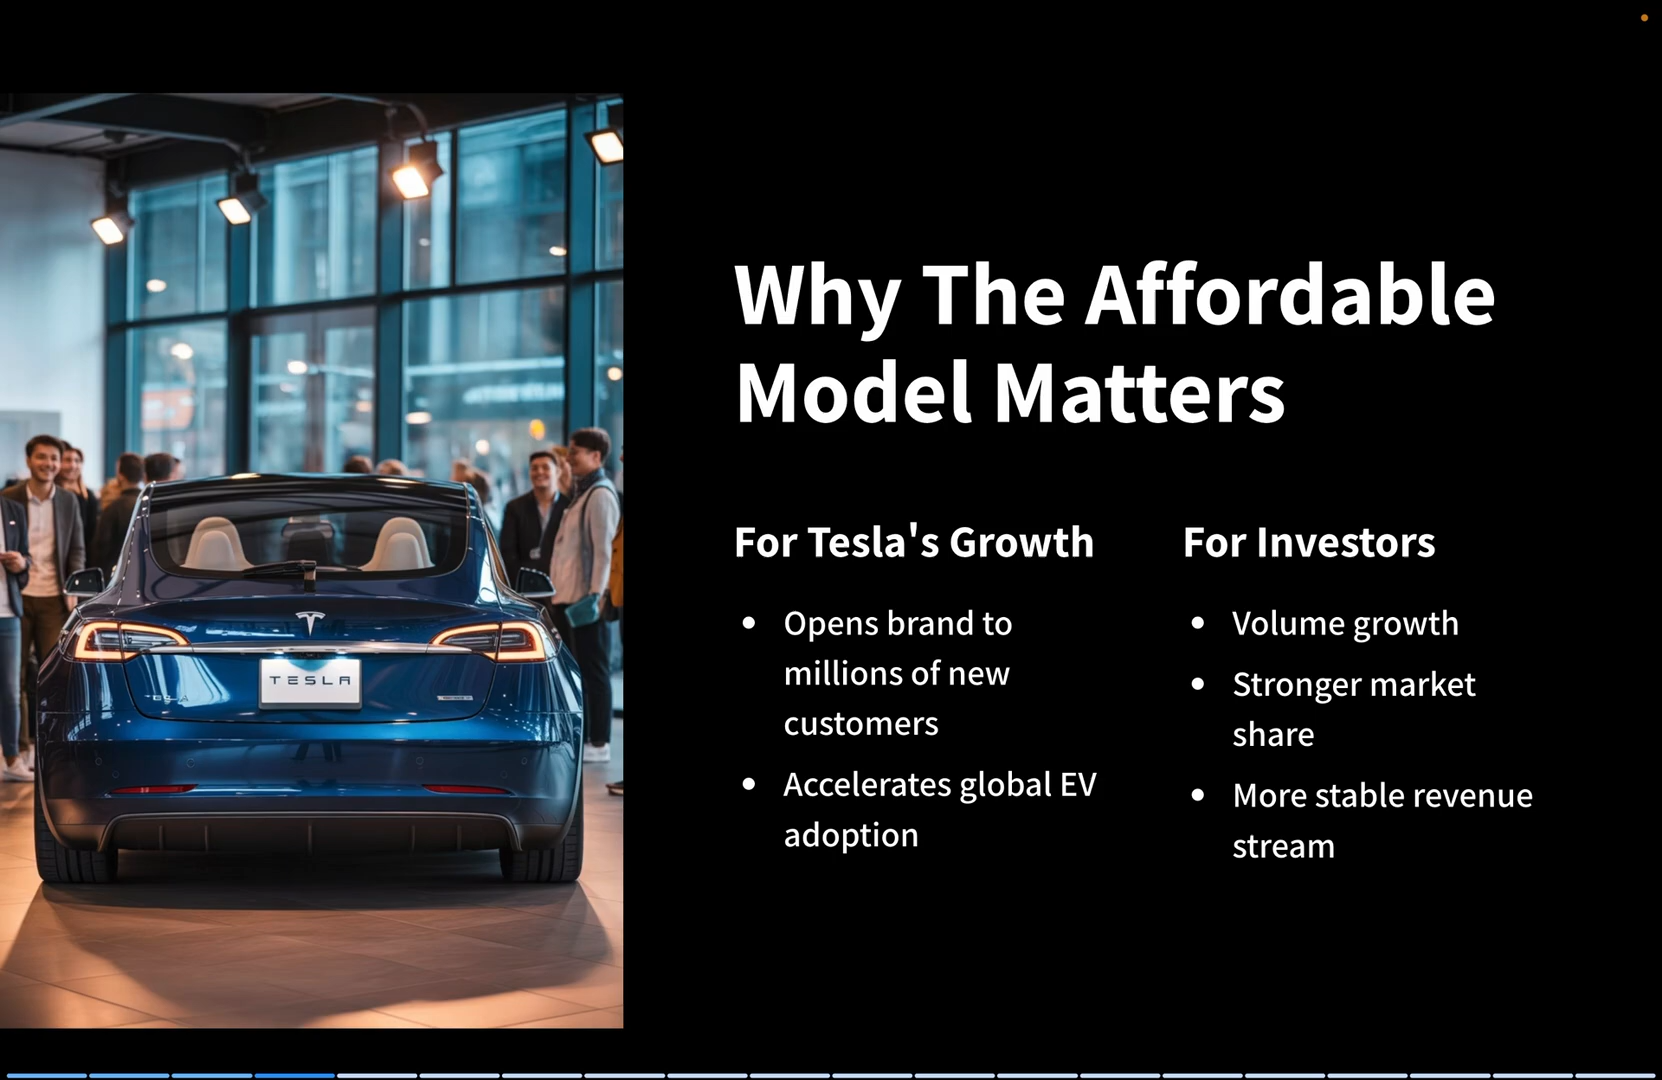 Why The Affordable
Model Matters
For Tesla's Growth
• Opens brand to
millions of new
customers
• Accelerates global EV
adoption
For Investors
• Volume growth
• Stronger market
share
• More stable revenue
stream
TESLA